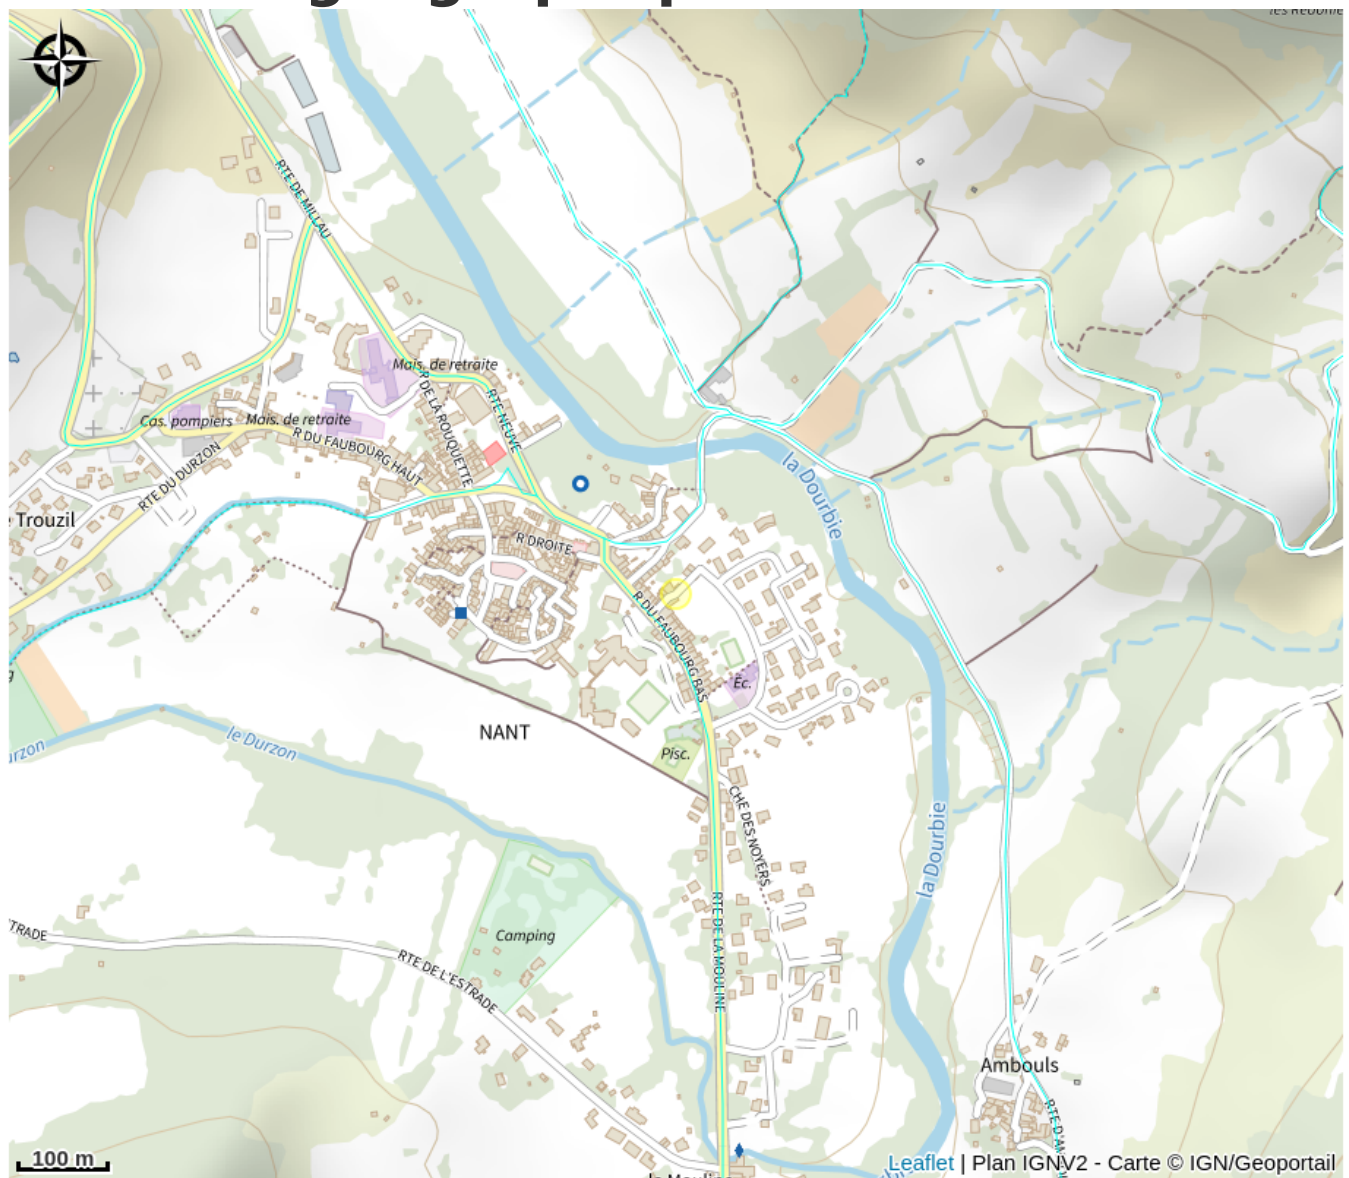 RTE DE MILLAU
Mais. de retraite
R DE LA ROUQUETTE
RTE NEUVE
Cas. pompiers
Mais. de retraite
R DU FAUBOURG HAUT
RTE DU DURZON
Trouzil
la Dourbie
R DROITE
R DU FAUBOURG BAS
Éc.
NANT
le Durzon
Pisc.
CHE DES NOYERS
la Dourbie
RTE DE LA MOULINE
Camping
RTE DE L'ESTRADE
Ambouls
100 m
Leaflet | Plan IGNV2 - Carte © IGN/Geoportail